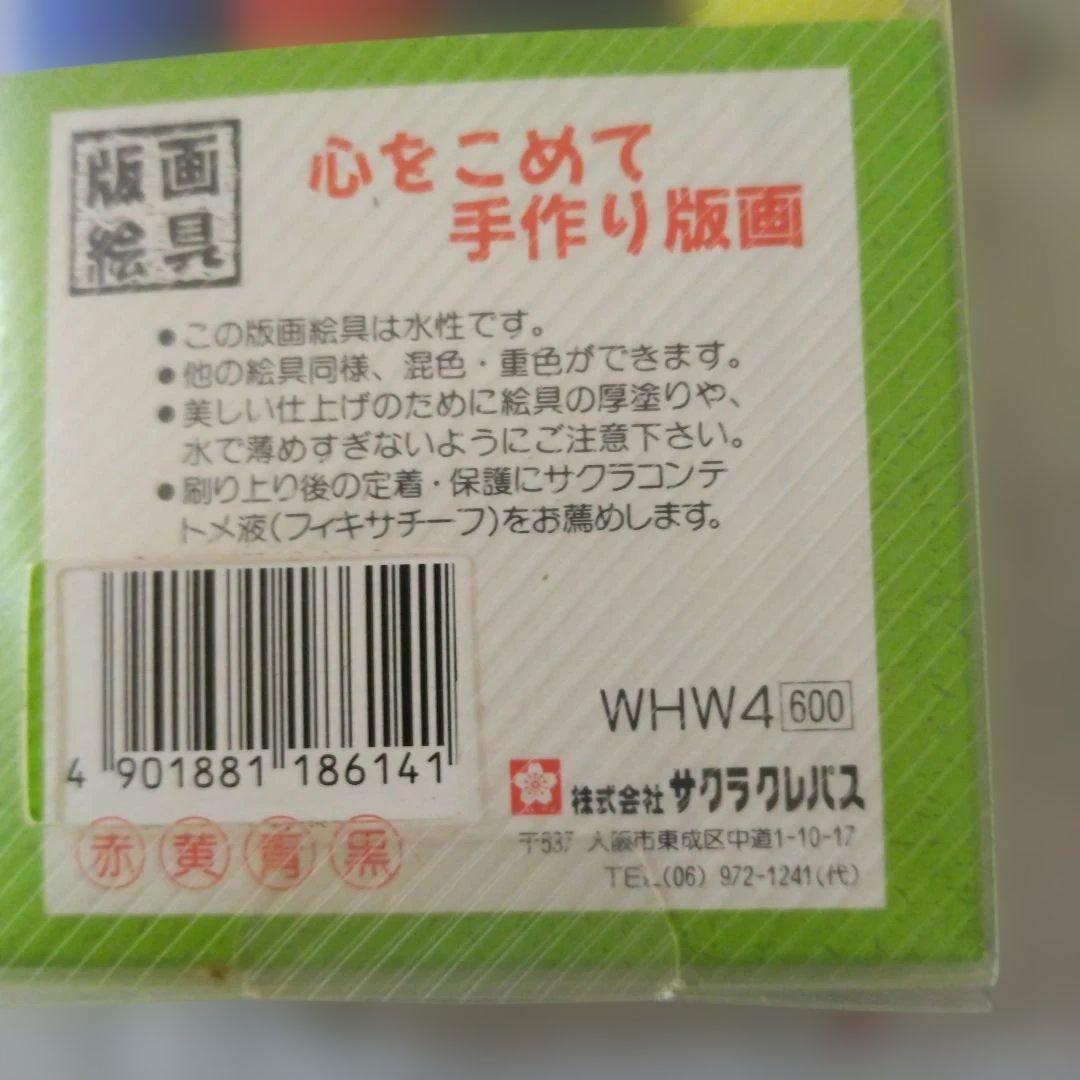 版画
絵具
心をこめて
手作り版画
●この版画絵具は水性です。
●他の絵具同様、混色・重色ができます。
●美しい仕上げのために絵具の厚塗りや、
水で薄めすぎないようにご注意下さい。
●刷り上り後の定着・保護にサクラコンテ
トメ液(フィキサチーフ)をお薦めします。
4 901881 186141
WHW4 600
株式会社 サクラクレパス
〒537 大阪市東成区中道1-10-17
TEL(06) 972-1241(代)
赤 黄 青 黒